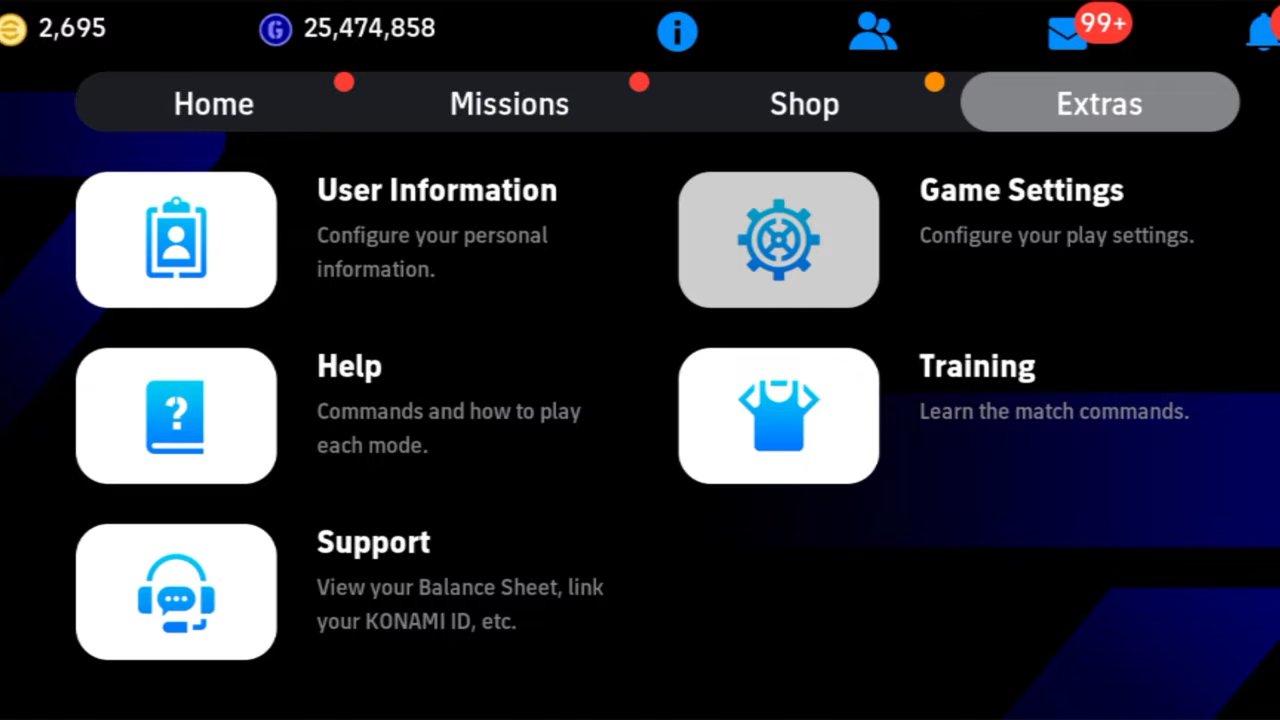 2,695 G 25,474,858 i 99+
Home Missions Shop Extras
User Information
Configure your personal
information.
Game Settings
Configure your play settings.
Help
Commands and how to play
each mode.
Training
Learn the match commands.
Support
View your Balance Sheet, link
your KONAMI ID, etc.